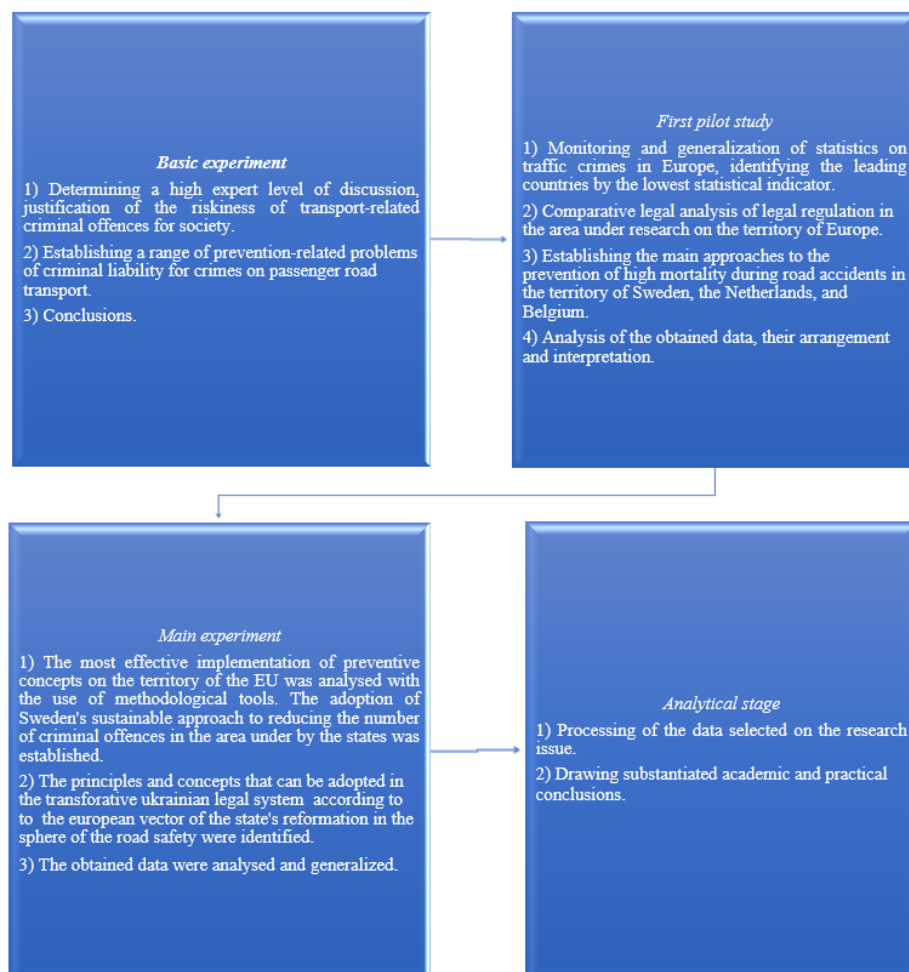 Basic experiment
1) Determining a high expert level of discussion,
justification of the riskiness of transport-related
criminal offences for society.
2) Establishing a range of prevention-related problems
of criminal liability for crimes on passenger road
transport.
3) Conclusions.
First pilot study
1) Monitoring and generalization of statistics on
traffic crimes in Europe, identifying the leading
countries by the lowest statistical indicator.
2) Comparative legal analysis of legal regulation in
the area under research on the territory of Europe.
3) Establishing the main approaches to the
prevention of high mortality during road accidents in
the territory of Sweden, the Netherlands, and
Belgium.
4) Analysis of the obtained data, their arrangement
and interpretation.
Main experiment
1) The most effective implementation of preventive
concepts on the territory of the EU was analysed with
the use of methodological tools. The adoption of
Sweden's sustainable approach to reducing the number
of criminal offences in the area under by the states was
established.
2) The principles and concepts that can be adopted in
the transforative ukrainian legal system according to
to the european vector of the state's reformation in the
sphere of the road safety were identified.
3) The obtained data were analysed and generalized.
Analytical stage
1) Processing of the data selected on the research
issue.
2) Drawing substantiated academic and practical
conclusions.